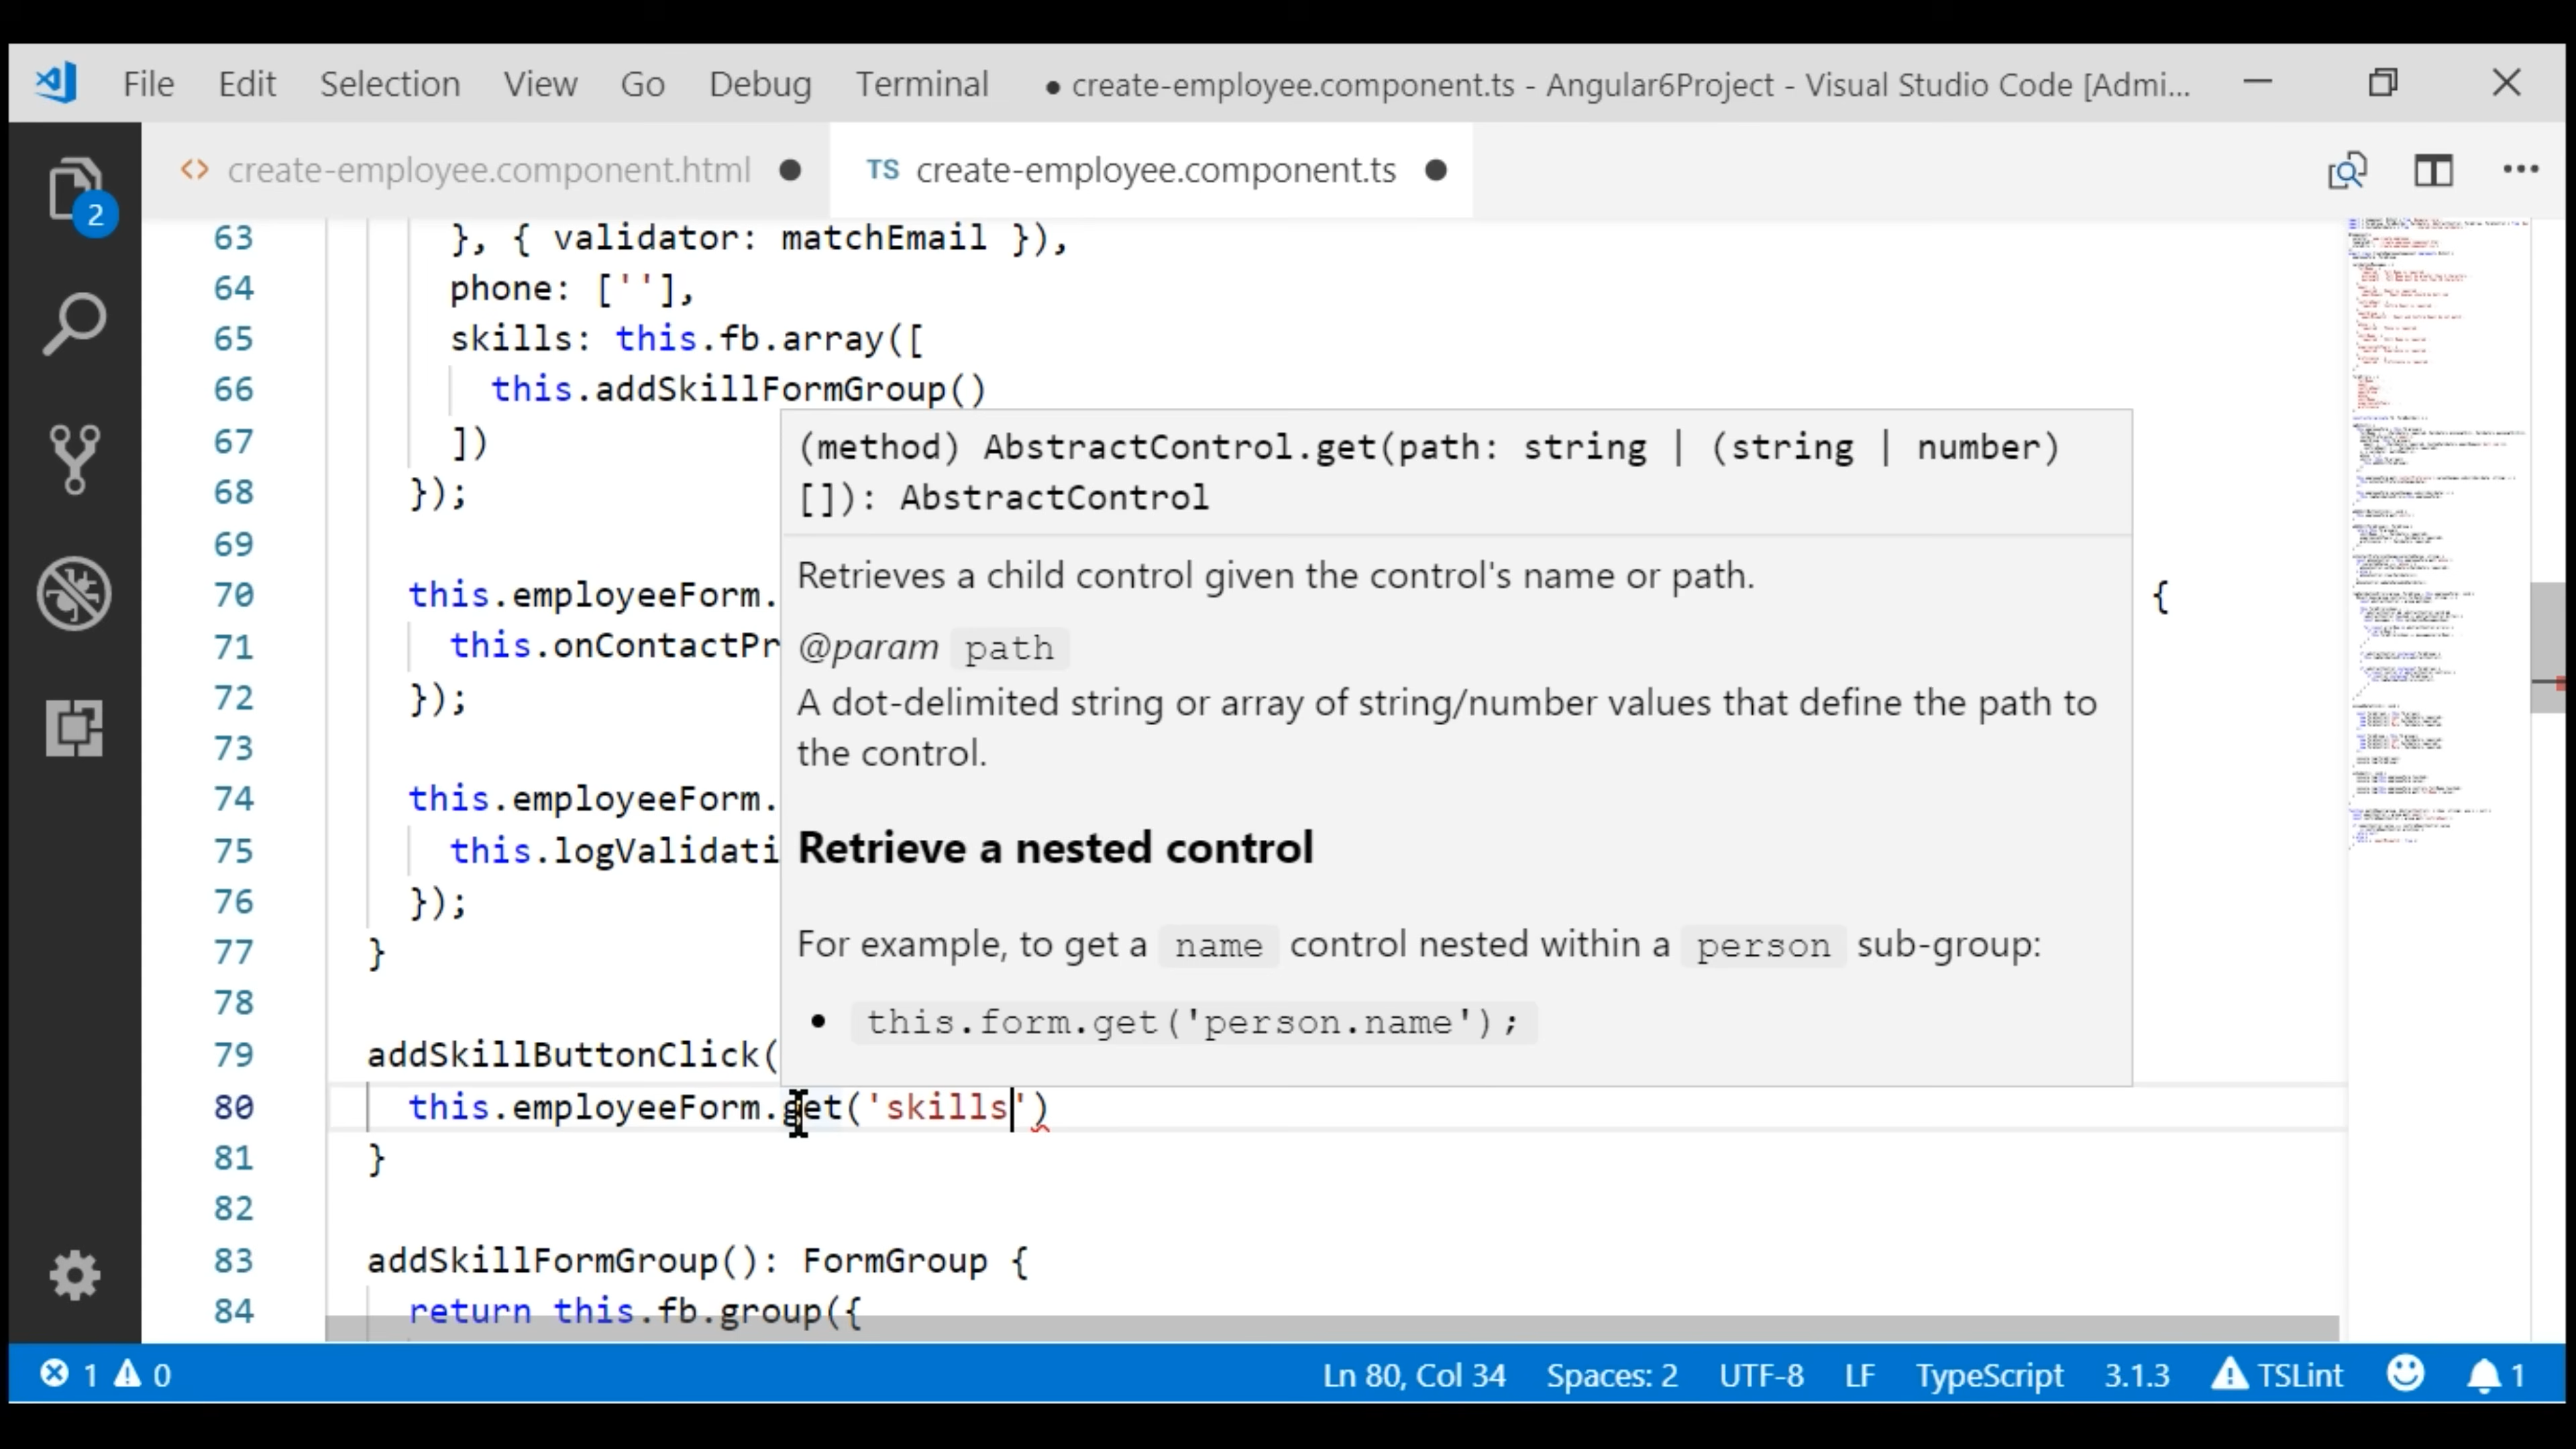 File Edit Selection View Go Debug Terminal ● create-employee.component.ts - Angular6Project - Visual Studio Code [Admi...
<> create-employee.component.html ● TS create-employee.component.ts ●
2
63 }, { validator: matchEmail }),
64 phone: [''],
65 skills: this.fb.array([
66 this.addSkillFormGroup()
67 ])
68 });
69
70 this.employeeForm. {
71 this.onContactPr
72 });
73
74 this.employeeForm.
75 this.logValidati
76 });
77 }
78
79 addSkillButtonClick(
80 this.employeeForm.get('skills')
81 }
82
83 addSkillFormGroup(): FormGroup {
84 return this.fb.group({
(method) AbstractControl.get(path: string | (string | number)
[]): AbstractControl
Retrieves a child control given the control's name or path.
@param path
A dot-delimited string or array of string/number values that define the path to
the control.
Retrieve a nested control
For example, to get a name control nested within a person sub-group:
• this.form.get('person.name');
1 0 Ln 80, Col 34 Spaces: 2 UTF-8 LF TypeScript 3.1.3 TSLint 1